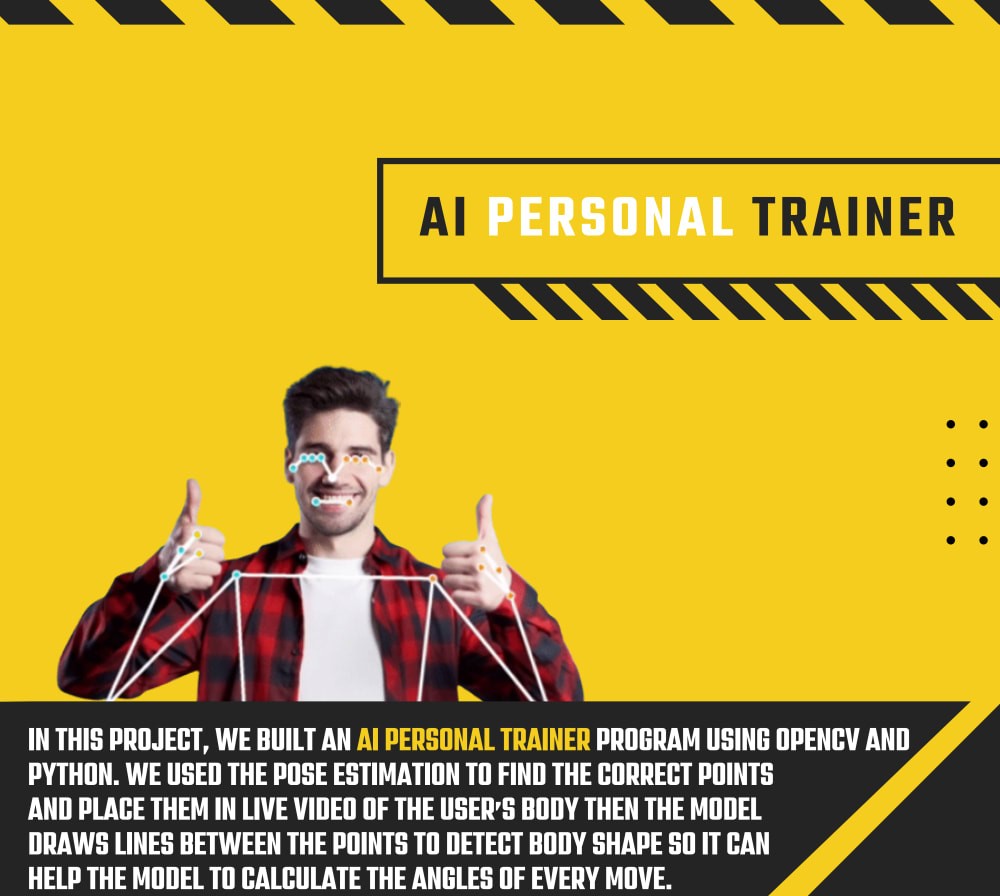 AI PERSONAL TRAINER
IN THIS PROJECT, WE BUILT AN AI PERSONAL TRAINER PROGRAM USING OPENCV AND
PYTHON. WE USED THE POSE ESTIMATION TO FIND THE CORRECT POINTS
AND PLACE THEM IN LIVE VIDEO OF THE USER'S BODY THEN THE MODEL
DRAWS LINES BETWEEN THE POINTS TO DETECT BODY SHAPE SO IT CAN
HELP THE MODEL TO CALCULATE THE ANGLES OF EVERY MOVE.